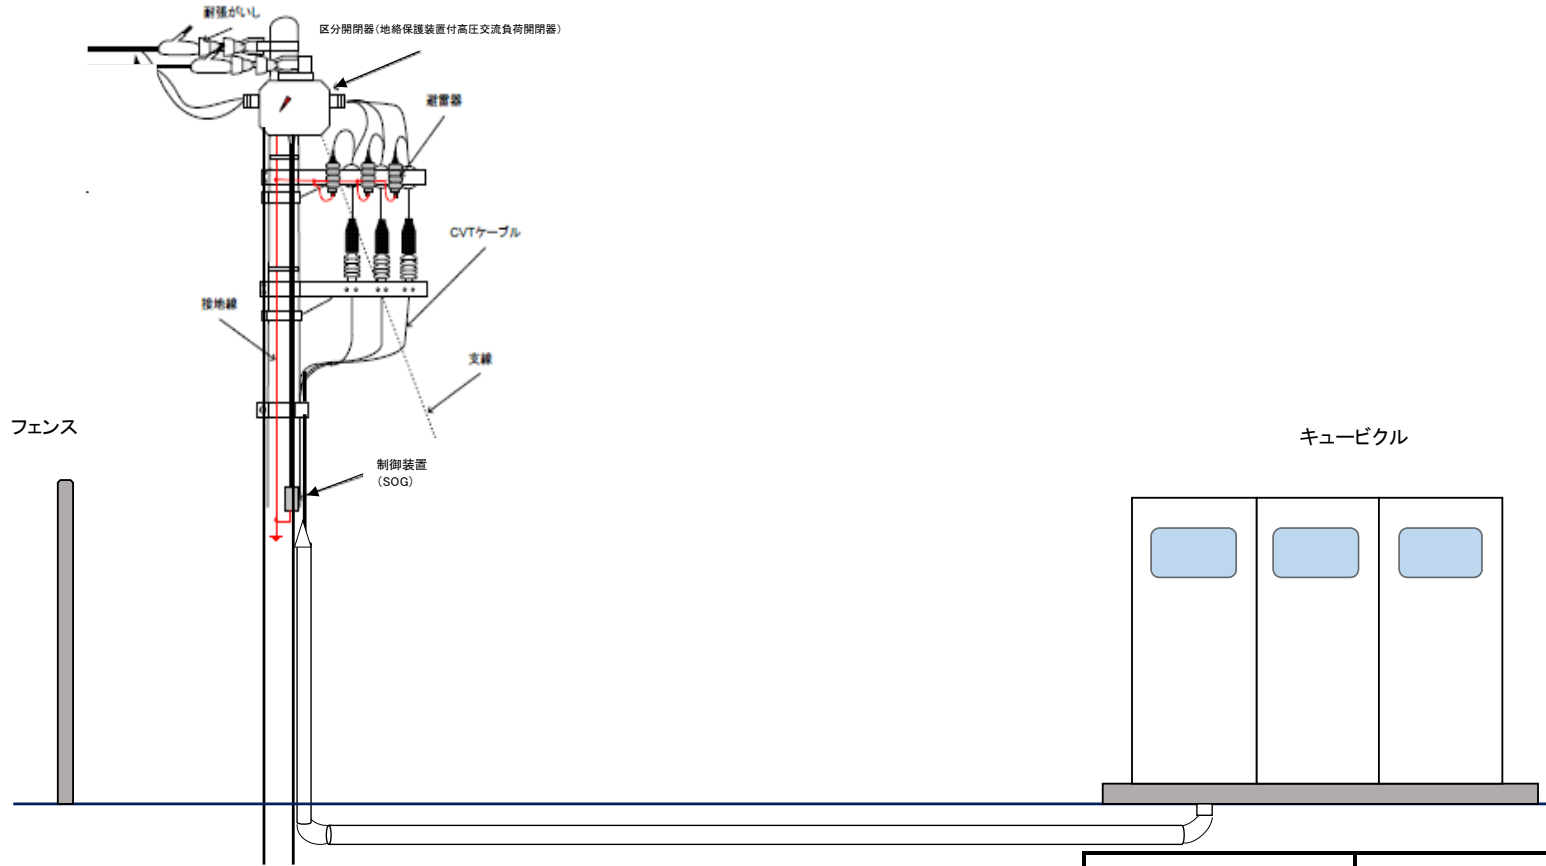 耐張がいし
区分開閉器(地絡保護装置付高圧交流負荷開閉器)
避雷器
CVTケーブル
接地線
支線
フェンス
キュービクル
制御装置
(SOG)